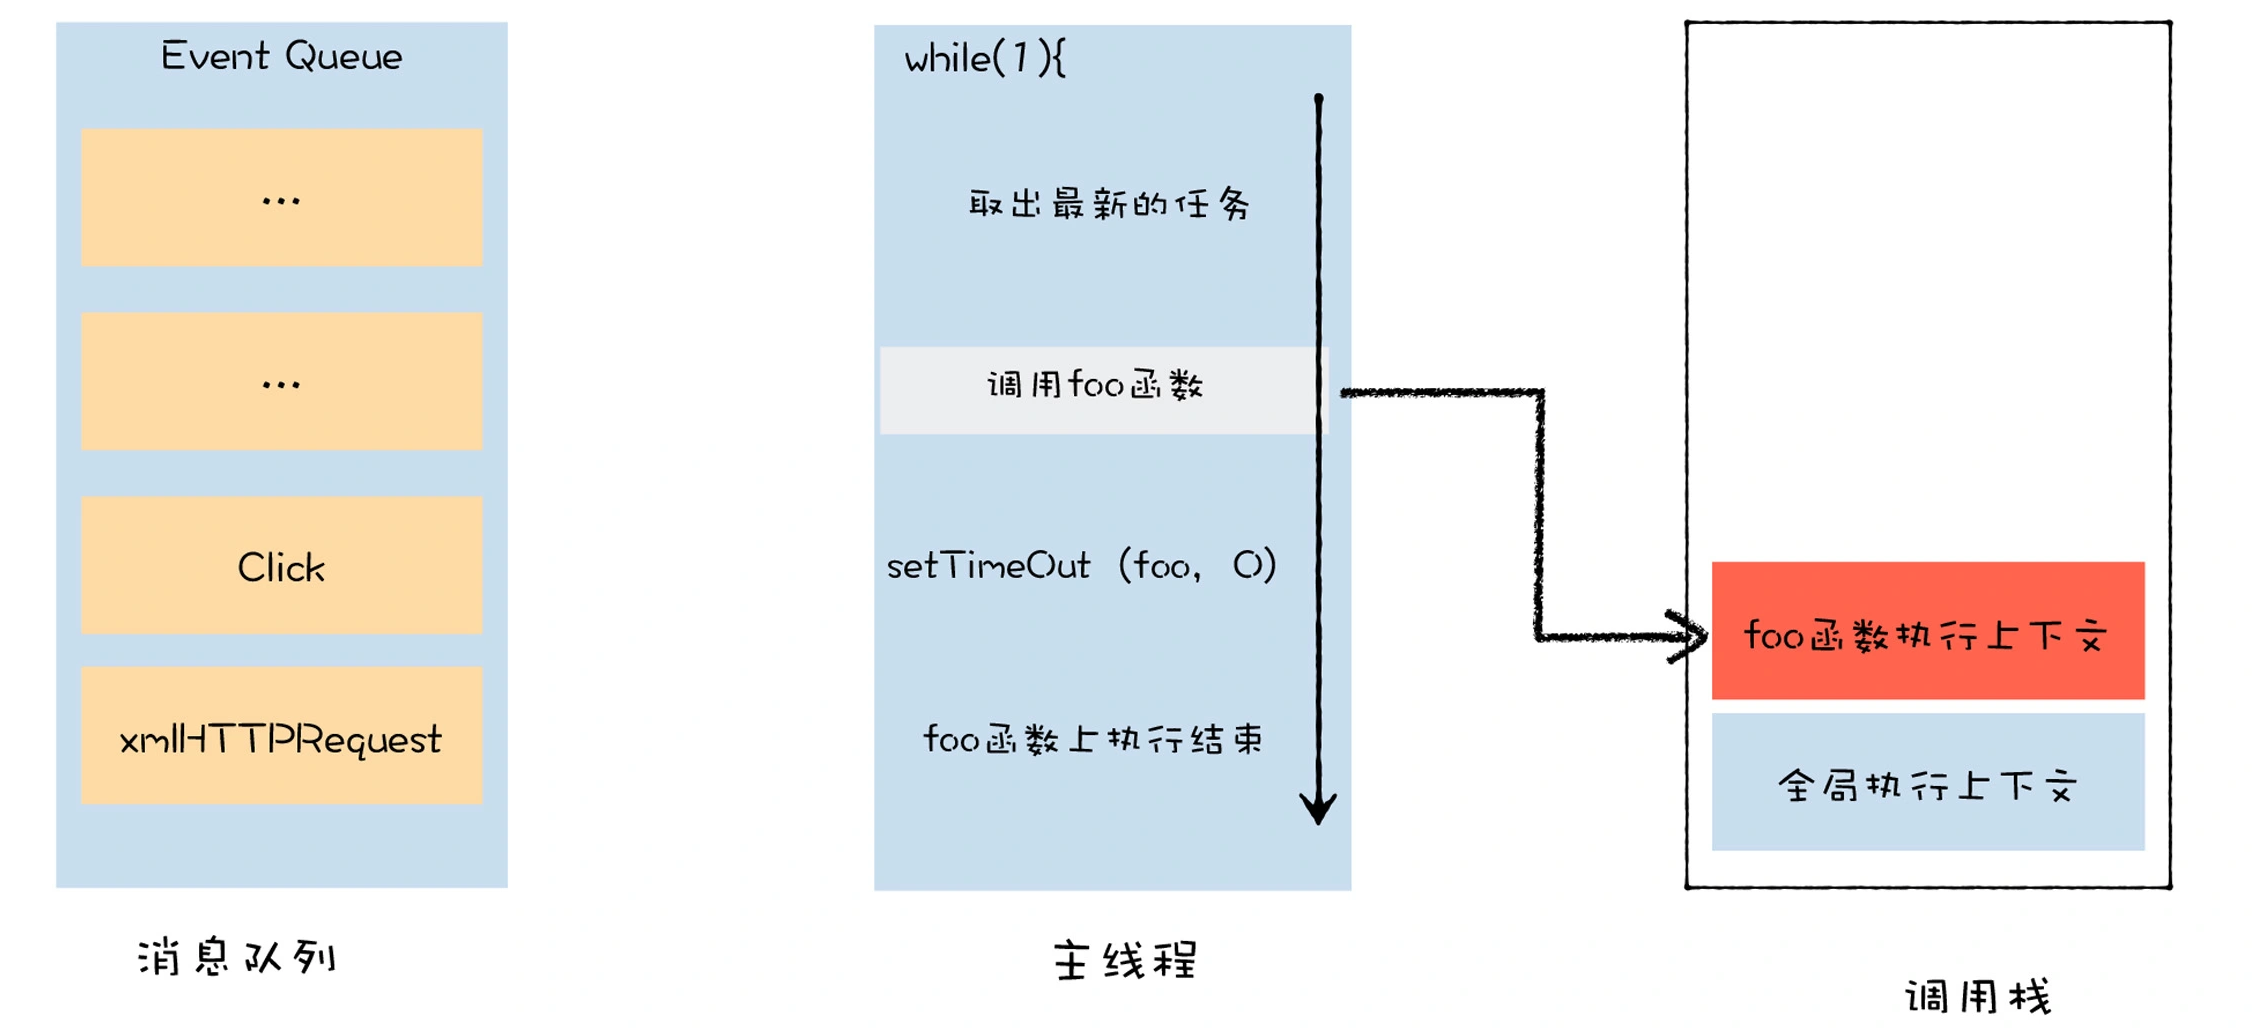 Event Queue
...
...
Click
xmlHTTPRequest
消息队列
while(1){
取出最新的任务
调用foo函数
setTimeOut (foo, 0)
foo函数上执行结束
主线程
foo函数执行上下文
全局执行上下文
调用栈